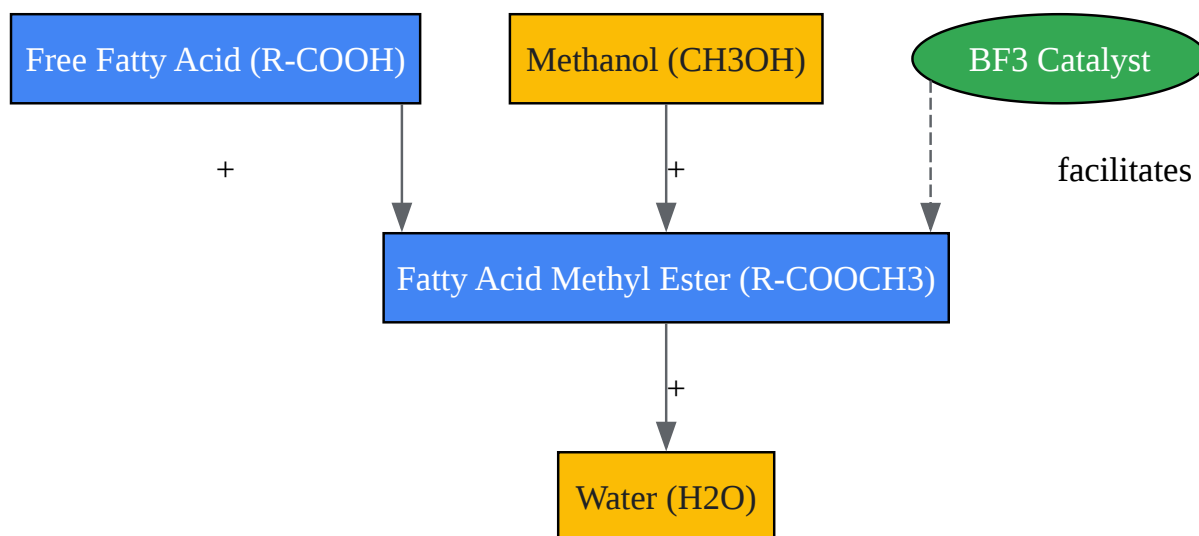 Free Fatty Acid (R-COOH)
Methanol (CH3OH)
BF3 Catalyst
+
+
facilitates
Fatty Acid Methyl Ester (R-COOCH3)
+
Water (H2O)